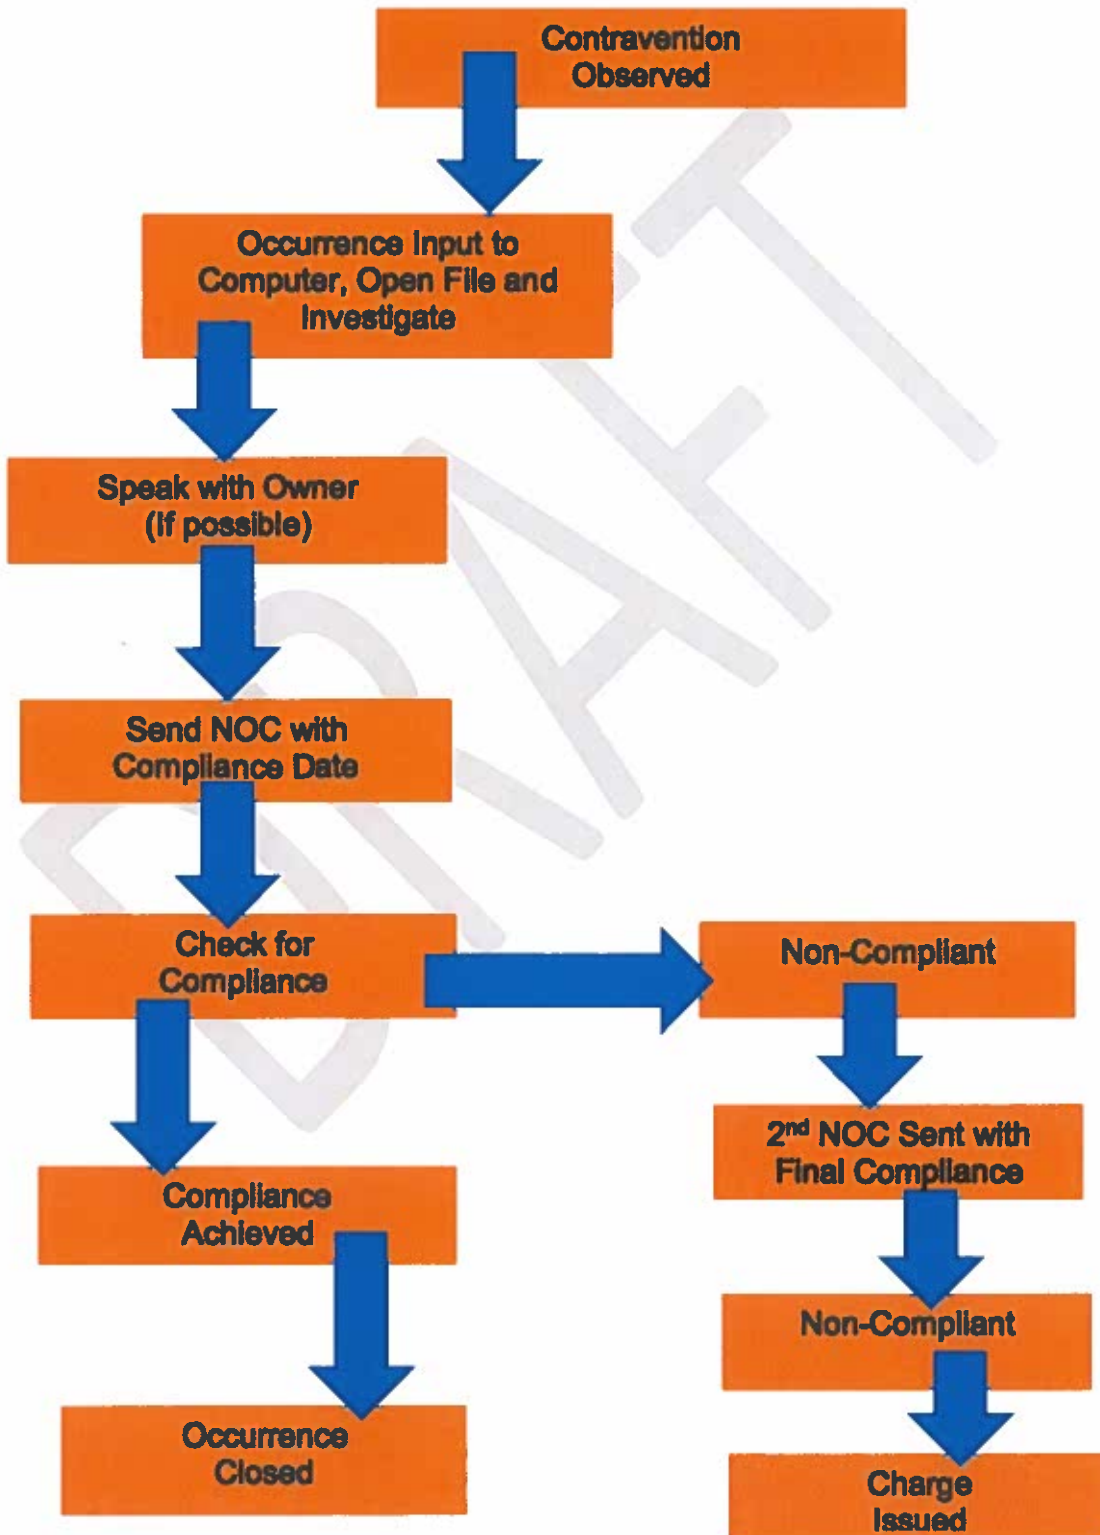 Contravention
Observed
Occurrence Input to
Computer, Open File and
Investigate
Speak with Owner
(if possible)
Send NOC with
Compliance Date
Check for
Compliance
Non-Compliant
2nd NOC Sent with
Final Compliance
Compliance
Achieved
Non-Compliant
Occurrence
Closed
Charge
Issued
DRAFT